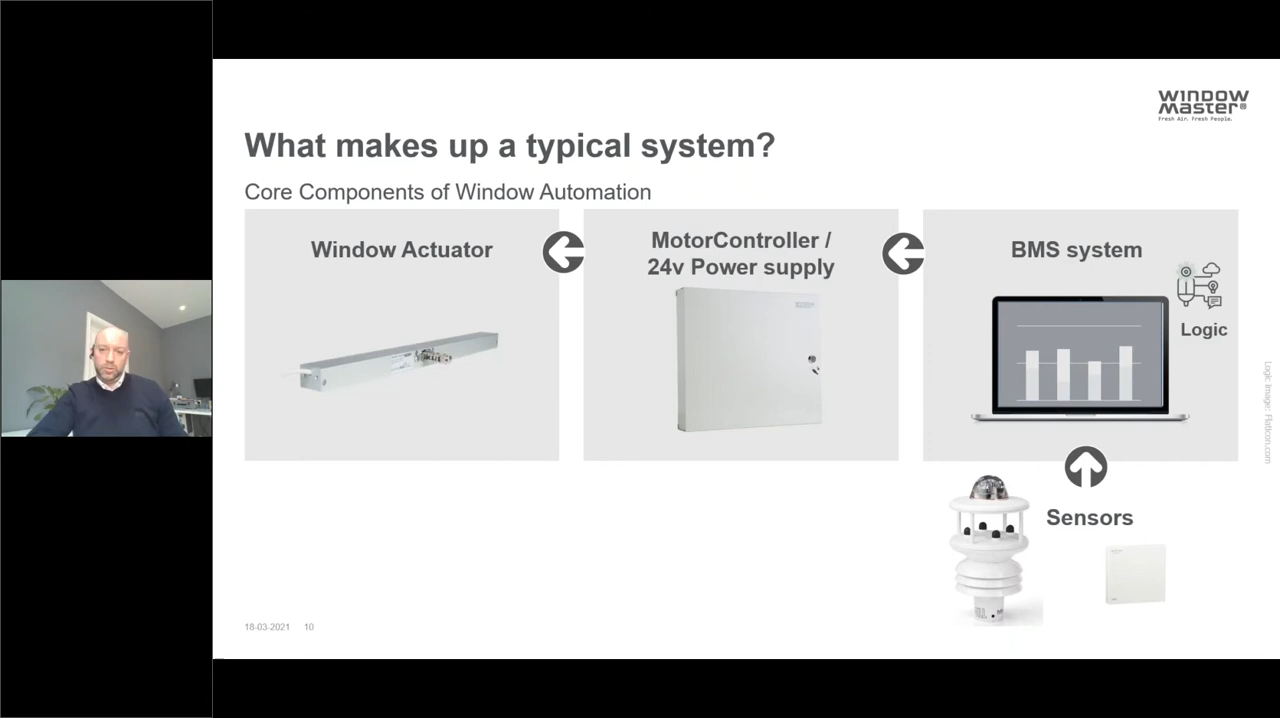 WINDOW
MASTER®
Fresh Air. Fresh People.
What makes up a typical system?
Core Components of Window Automation
Window Actuator
MotorController /
24v Power supply
BMS system
Logic
Logic image: Flaticon.com
Sensors
18-03-2021 10